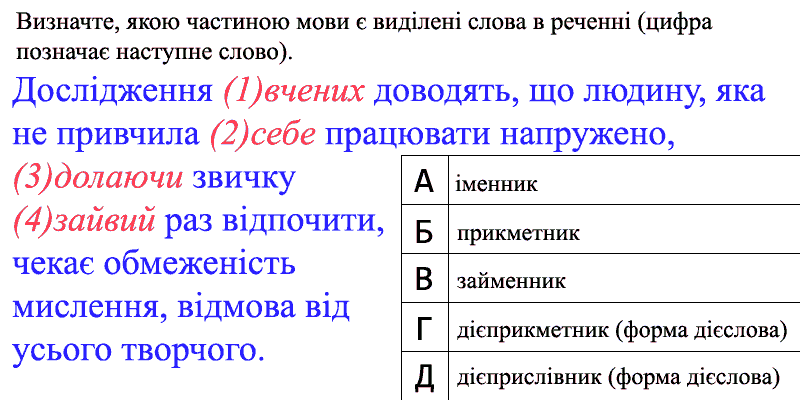 Визначте, якою частиною мови є виділені слова в реченні (цифра
позначає наступне слово).
Дослідження (1)вчених доводять, що людину, яка
не привчила (2)себе працювати напружено,
(3)долаючи звичку
(4)зайвий раз відпочити,
чекає обмеженість
мислення, відмова від
усього творчого.
А іменник
Б прикметник
В займенник
Г дієприкметник (форма дієслова)
Д дієприслівник (форма дієслова)